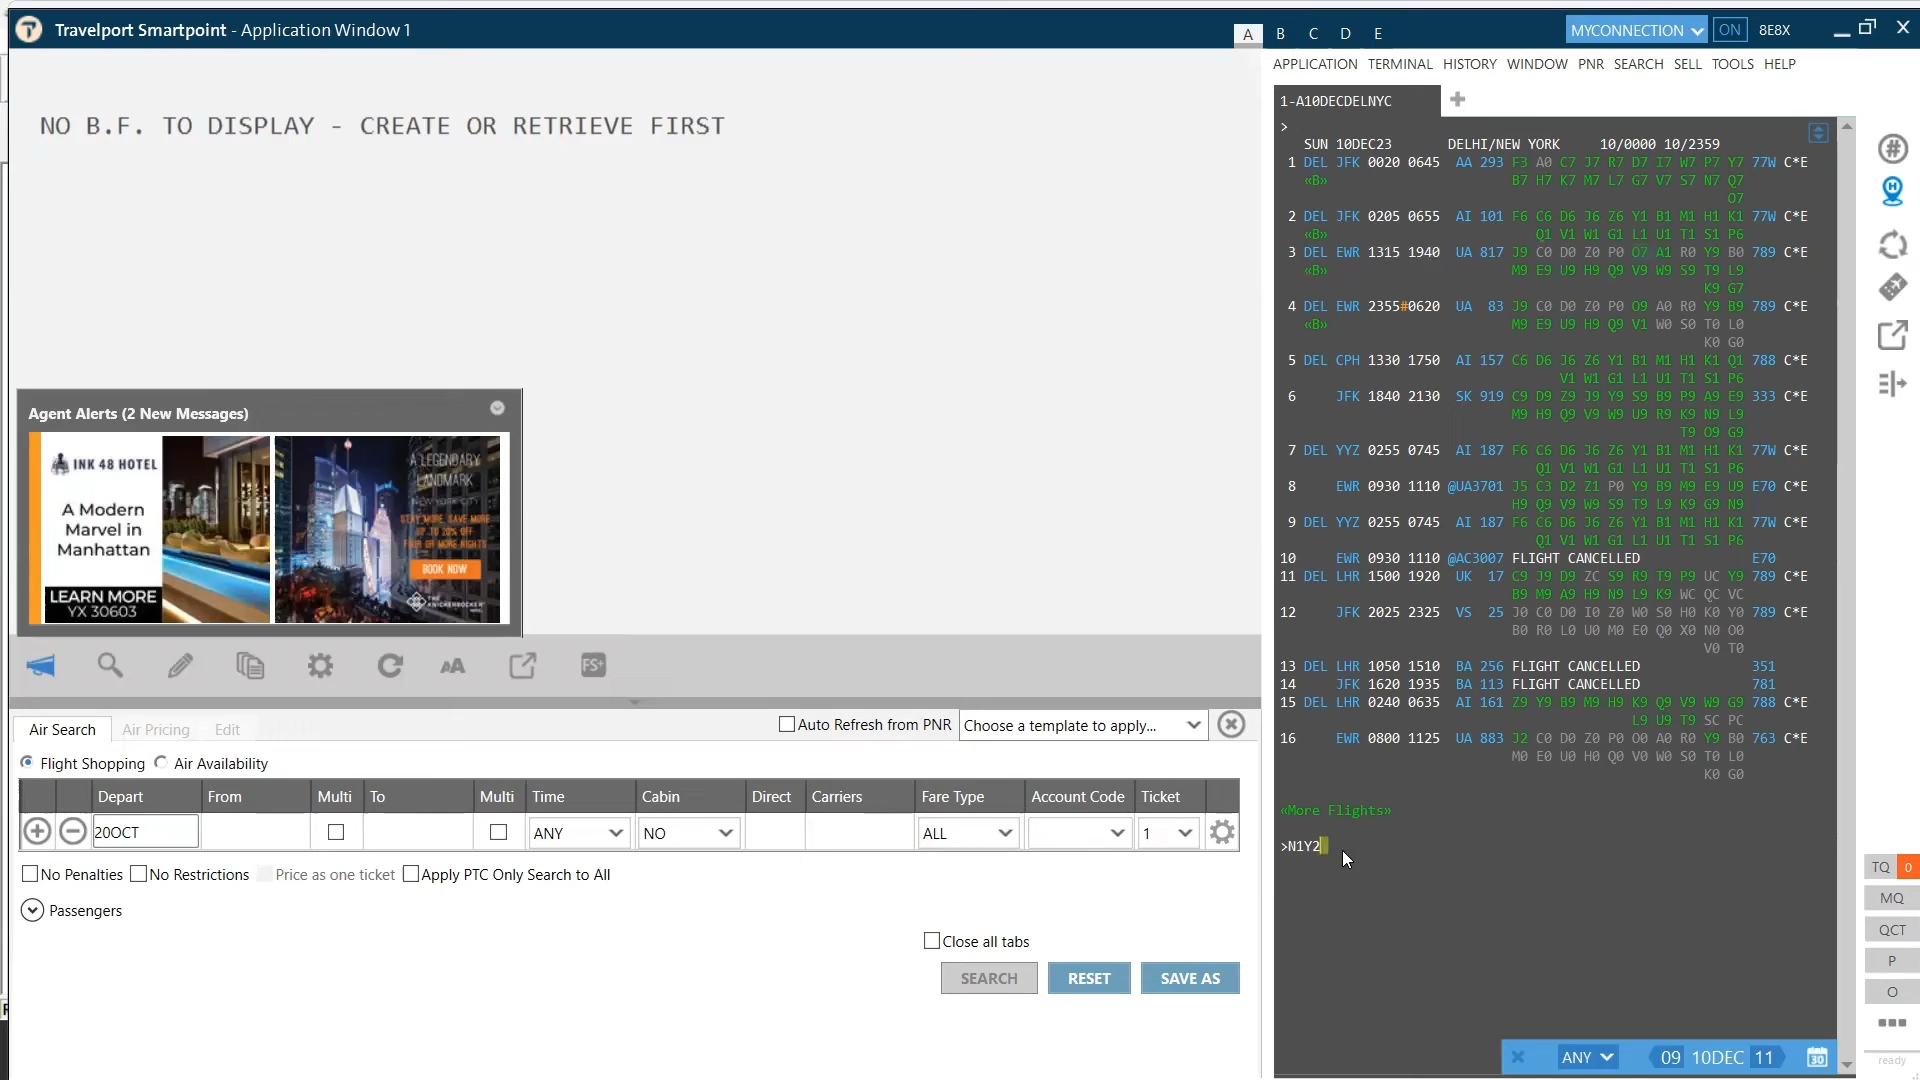 Travelport Smartpoint - Application Window 1
A B C D E
MYCONNECTION ON 8E8X
APPLICATION TERMINAL HISTORY WINDOW PNR SEARCH SELL TOOLS HELP
NO B.F. TO DISPLAY - CREATE OR RETRIEVE FIRST
Agent Alerts (2 New Messages)
INK 48 HOTEL
A Modern
Marvel in
Manhattan
LEARN MORE
YX 30603
A LEGENDARY
LANDMARK
NEW YORK CITY
STAY MORE, SAVE MORE
UP TO 20% OFF
FOUR OR MORE NIGHTS
BOOK NOW
THE
KNICKERBOCKER
AA FS+
Air Search Air Pricing Edit
Auto Refresh from PNR Choose a template to apply...
Flight Shopping Air Availability
Depart From Multi To Multi Time Cabin Direct Carriers Fare Type Account Code Ticket
20OCT ANY NO ALL 1
No Penalties No Restrictions Price as one ticket Apply PTC Only Search to All
Passengers
Close all tabs
SEARCH RESET SAVE AS
1-A10DECDELNYC
>
SUN 10DEC23 DELHI/NEW YORK 10/0000 10/2359
1 DEL JFK 0020 0645 AA 293 F3 A0 C7 J7 R7 D7 I7 W7 P7 Y7 77W C*E
«B» B7 H7 K7 M7 L7 G7 V7 S7 N7 Q7
O7
2 DEL JFK 0205 0655 AI 101 F6 C6 D6 J6 Z6 Y1 B1 M1 H1 K1 77W C*E
«B» Q1 V1 W1 G1 L1 U1 T1 S1 P6
3 DEL EWR 1315 1940 UA 817 J9 C0 D0 Z0 P0 O7 A1 R0 Y9 B0 789 C*E
«B» M9 E9 U9 H9 Q9 V9 W9 S9 T9 L9
K9 G7
4 DEL EWR 2355#0620 UA 83 J9 C0 D0 Z0 P0 O9 A0 R0 Y9 B9 789 C*E
«B» M9 E9 U9 H9 Q9 V1 W0 S0 T0 L0
K0 G0
5 DEL CPH 1330 1750 AI 157 C6 D6 J6 Z6 Y1 B1 M1 H1 K1 Q1 788 C*E
V1 W1 G1 L1 U1 T1 S1 P6
6 JFK 1840 2130 SK 919 C9 D9 Z9 J9 Y9 S9 B9 P9 A9 E9 333 C*E
M9 H9 Q9 V9 W9 U9 R9 K9 N9 L9
T9 O9 G9
7 DEL YYZ 0255 0745 AI 187 F6 C6 D6 J6 Z6 Y1 B1 M1 H1 K1 77W C*E
Q1 V1 W1 G1 L1 U1 T1 S1 P6
8 EWR 0930 1110 @UA3701 J5 C3 D2 Z1 P0 Y9 B9 M9 E9 U9 E70 C*E
H9 Q9 V9 W9 S9 T9 L9 K9 G9 N9
9 DEL YYZ 0255 0745 AI 187 F6 C6 D6 J6 Z6 Y1 B1 M1 H1 K1 77W C*E
Q1 V1 W1 G1 L1 U1 T1 S1 P6
10 EWR 0930 1110 @AC3007 FLIGHT CANCELLED E70
11 DEL LHR 1500 1920 UK 17 C9 J9 D9 ZC S9 R9 T9 P9 UC Y9 789 C*E
B9 M9 A9 H9 N9 L9 K9 WC QC VC
12 JFK 2025 2325 VS 25 J0 C0 D0 I0 Z0 W0 S0 H0 K0 Y0 789 C*E
B0 R0 L0 U0 M0 E0 Q0 X0 N0 O0
V0 T0
13 DEL LHR 1050 1510 BA 256 FLIGHT CANCELLED 351
14 JFK 1620 1935 BA 113 FLIGHT CANCELLED 781
15 DEL LHR 0240 0635 AI 161 Z9 Y9 B9 M9 H9 K9 Q9 V9 W9 G9 788 C*E
L9 U9 T9 SC PC
16 EWR 0800 1125 UA 883 J2 C0 D0 Z0 P0 O0 A0 R0 Y9 B0 763 C*E
M0 E0 U0 H0 Q0 V0 W0 S0 T0 L0
K0 G0
«More Flights»
>N1Y2
ANY 09 10DEC 11 30
TQ 0
MQ
QCT
P
O
ready